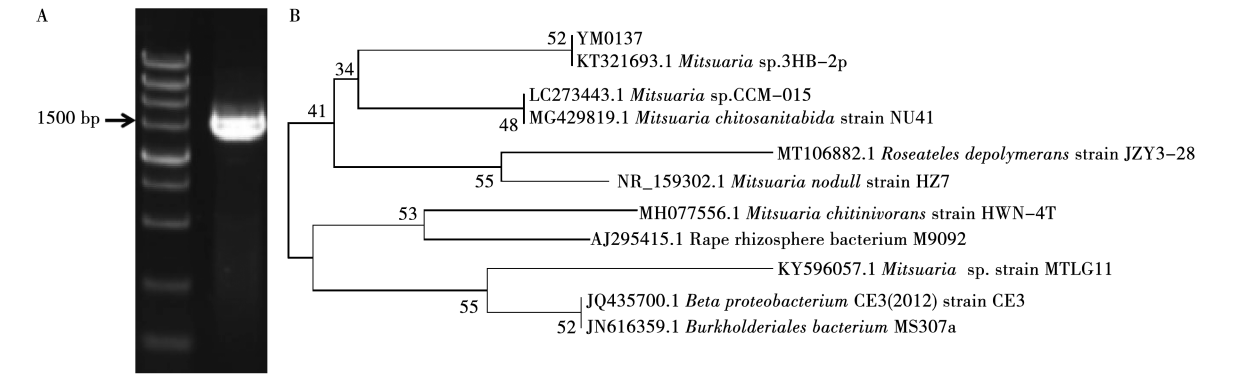 A
B
1500 bp
52
YM0137
KT321693.1 Mitsuaria sp.3HB-2p
34
LC273443.1 Mitsuaria sp.CCM-015
41
48
MG429819.1 Mitsuaria chitosanitabida strain NU41
MT106882.1 Roseateles depolymerans strain JZY3-28
55
NR_159302.1 Mitsuaria nodull strain HZ7
53
MH077556.1 Mitsuaria chitinivorans strain HWN-4T
AJ295415.1 Rape rhizosphere bacterium M9092
KY596057.1 Mitsuaria sp. strain MTLG11
55
JQ435700.1 Beta proteobacterium CE3(2012) strain CE3
52
JN616359.1 Burkholderiales bacterium MS307a